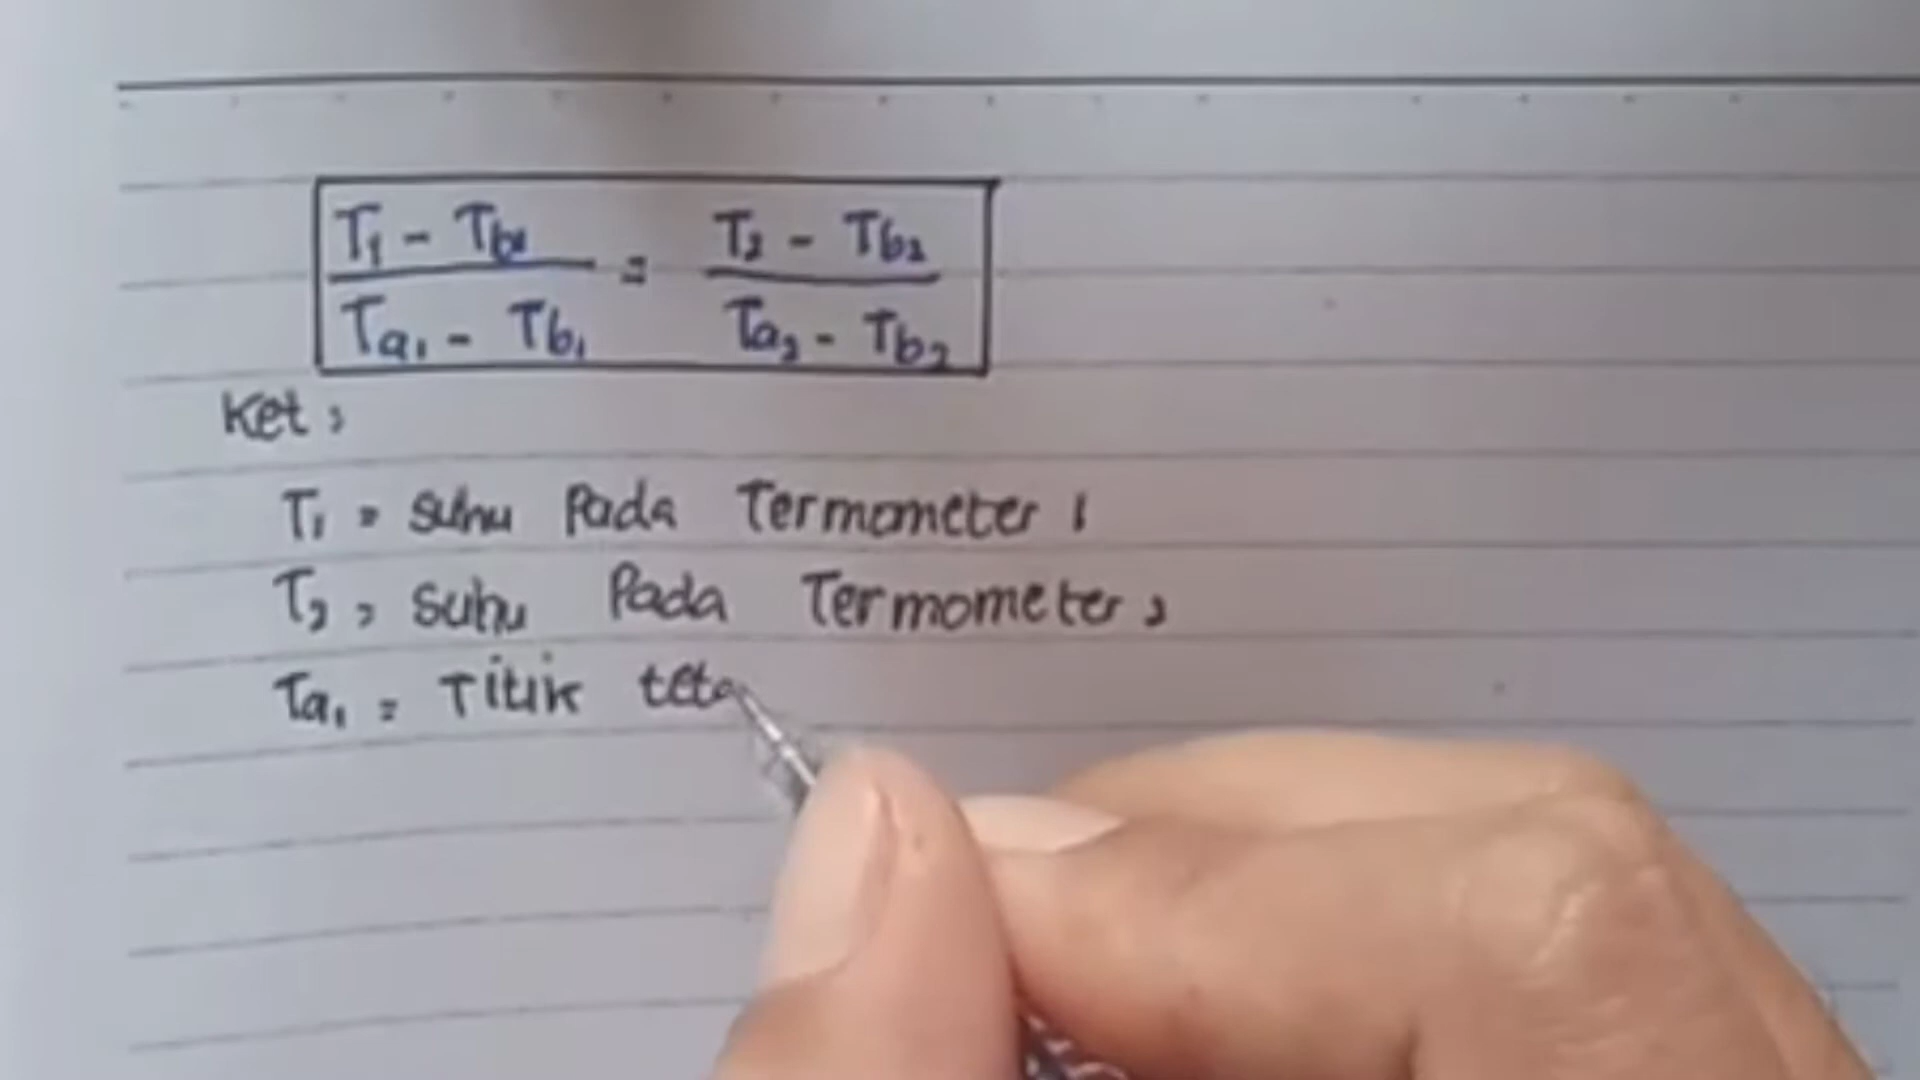 T₁ - Tb₁ = T₂ - Tb₂
Ta₁ - Tb₁ Ta₂ - Tb₂
Ket:
T₁ = Suhu Pada Termometer 1
T₂ = Suhu Pada Termometer 2
Ta₁ = Titik teta